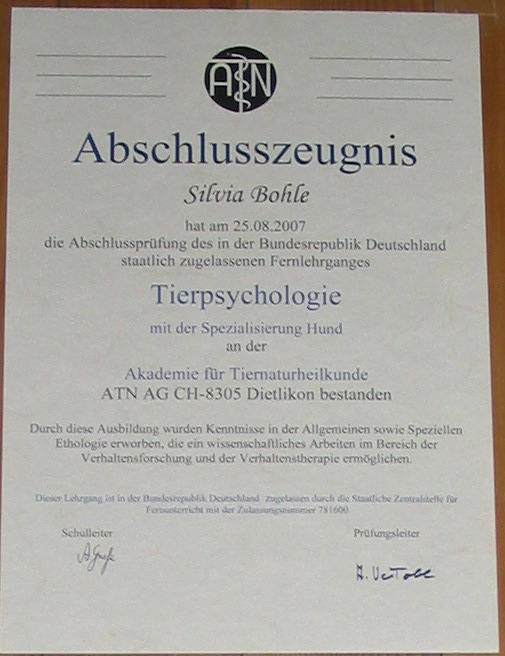 ATN
Abschlusszeugnis
Silvia Bohle
hat am 25.08.2007
die Abschlussprüfung des in der Bundesrepublik Deutschland
staatlich zugelassenen Fernlehrganges
Tierpsychologie
mit der Spezialisierung Hund
an der
Akademie für Tiernaturheilkunde
ATN AG CH-8305 Dietlikon bestanden
Durch diese Ausbildung wurden Kenntnisse in der Allgemeinen sowie Speziellen
Ethologie erworben, die ein wissenschaftliches Arbeiten im Bereich der
Verhaltensforschung und der Verhaltenstherapie ermöglichen.
Dieser Lehrgang ist in der Bundesrepublik Deutschland zugelassen durch die Staatliche Zentralstelle für
Fernunterricht mit der Zulassungsnummer 781600
Schulleiter Prüfungsleiter